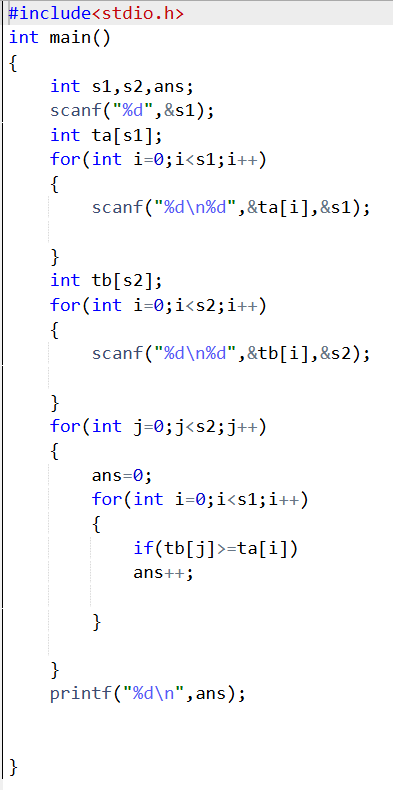 #include<stdio.h>
int main()
{
    int s1,s2,ans;
    scanf("%d",&s1);
    int ta[s1];
    for(int i=0;i<s1;i++)
    {
        scanf("%d\n%d",&ta[i],&s1);
    }
    int tb[s2];
    for(int i=0;i<s2;i++)
    {
        scanf("%d\n%d",&tb[i],&s2);
    }
    for(int j=0;j<s2;j++)
    {
        ans=0;
        for(int i=0;i<s1;i++)
        {
            if(tb[j]>=ta[i])
            ans++;
        }
    }
    printf("%d\n",ans);
}